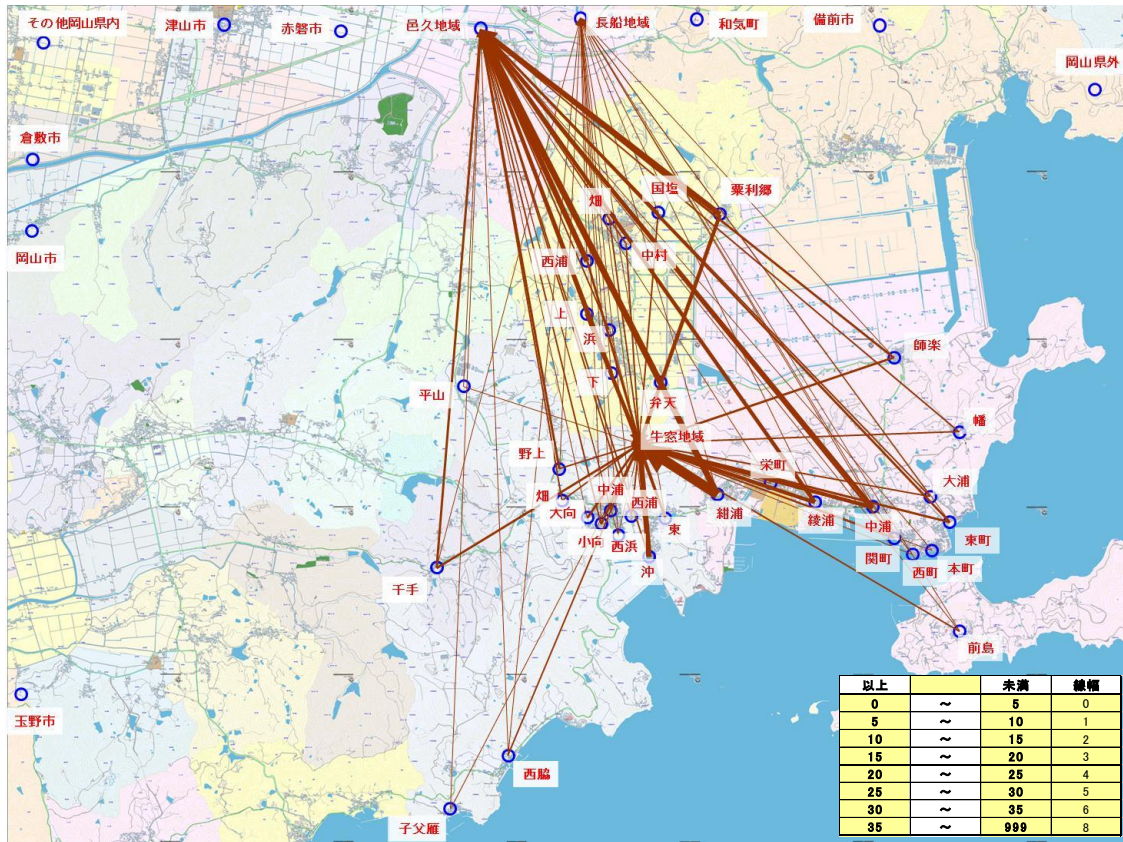 その他岡山県内
津山市
赤磐市
邑久地域
長船地域
和気町
備前市
岡山県外
倉敷市
岡山市
畑
国塩
粟利郷
中村
西浦
上
浜
師楽
下
平山
弁天
幡
牛窓地域
野上
栄町
大浦
畑
中浦
大向
西浦
紺浦
綾浦
中浦
東町
小向
西浜
東
関町
西町
本町
沖
千手
前島
玉野市
西脇
子父雁
以上 未満 線幅
0 ～ 5 0
5 ～ 10 1
10 ～ 15 2
15 ～ 20 3
20 ～ 25 4
25 ～ 30 5
30 ～ 35 6
35 ～ 999 8